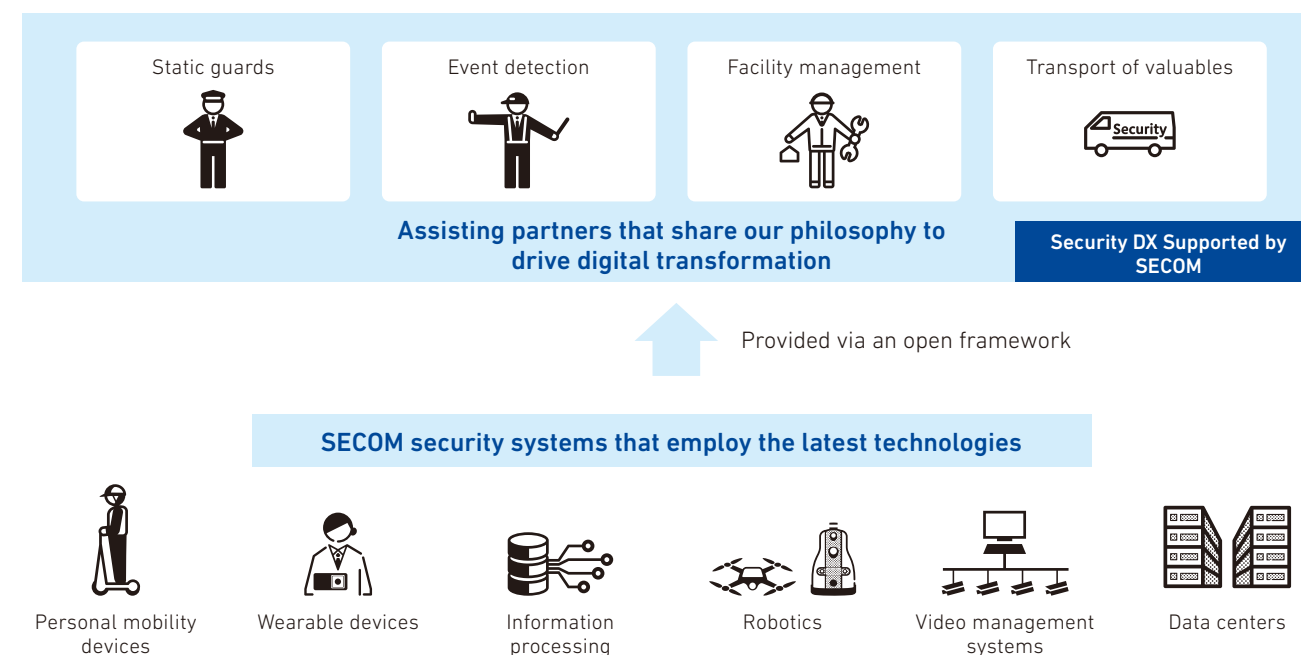 Static guards
Event detection
Facility management
Transport of valuables
Security
Assisting partners that share our philosophy to
drive digital transformation
Security DX Supported by
SECOM
Provided via an open framework
SECOM security systems that employ the latest technologies
Personal mobility
devices
Wearable devices
Information
processing
Robotics
Video management
systems
Data centers